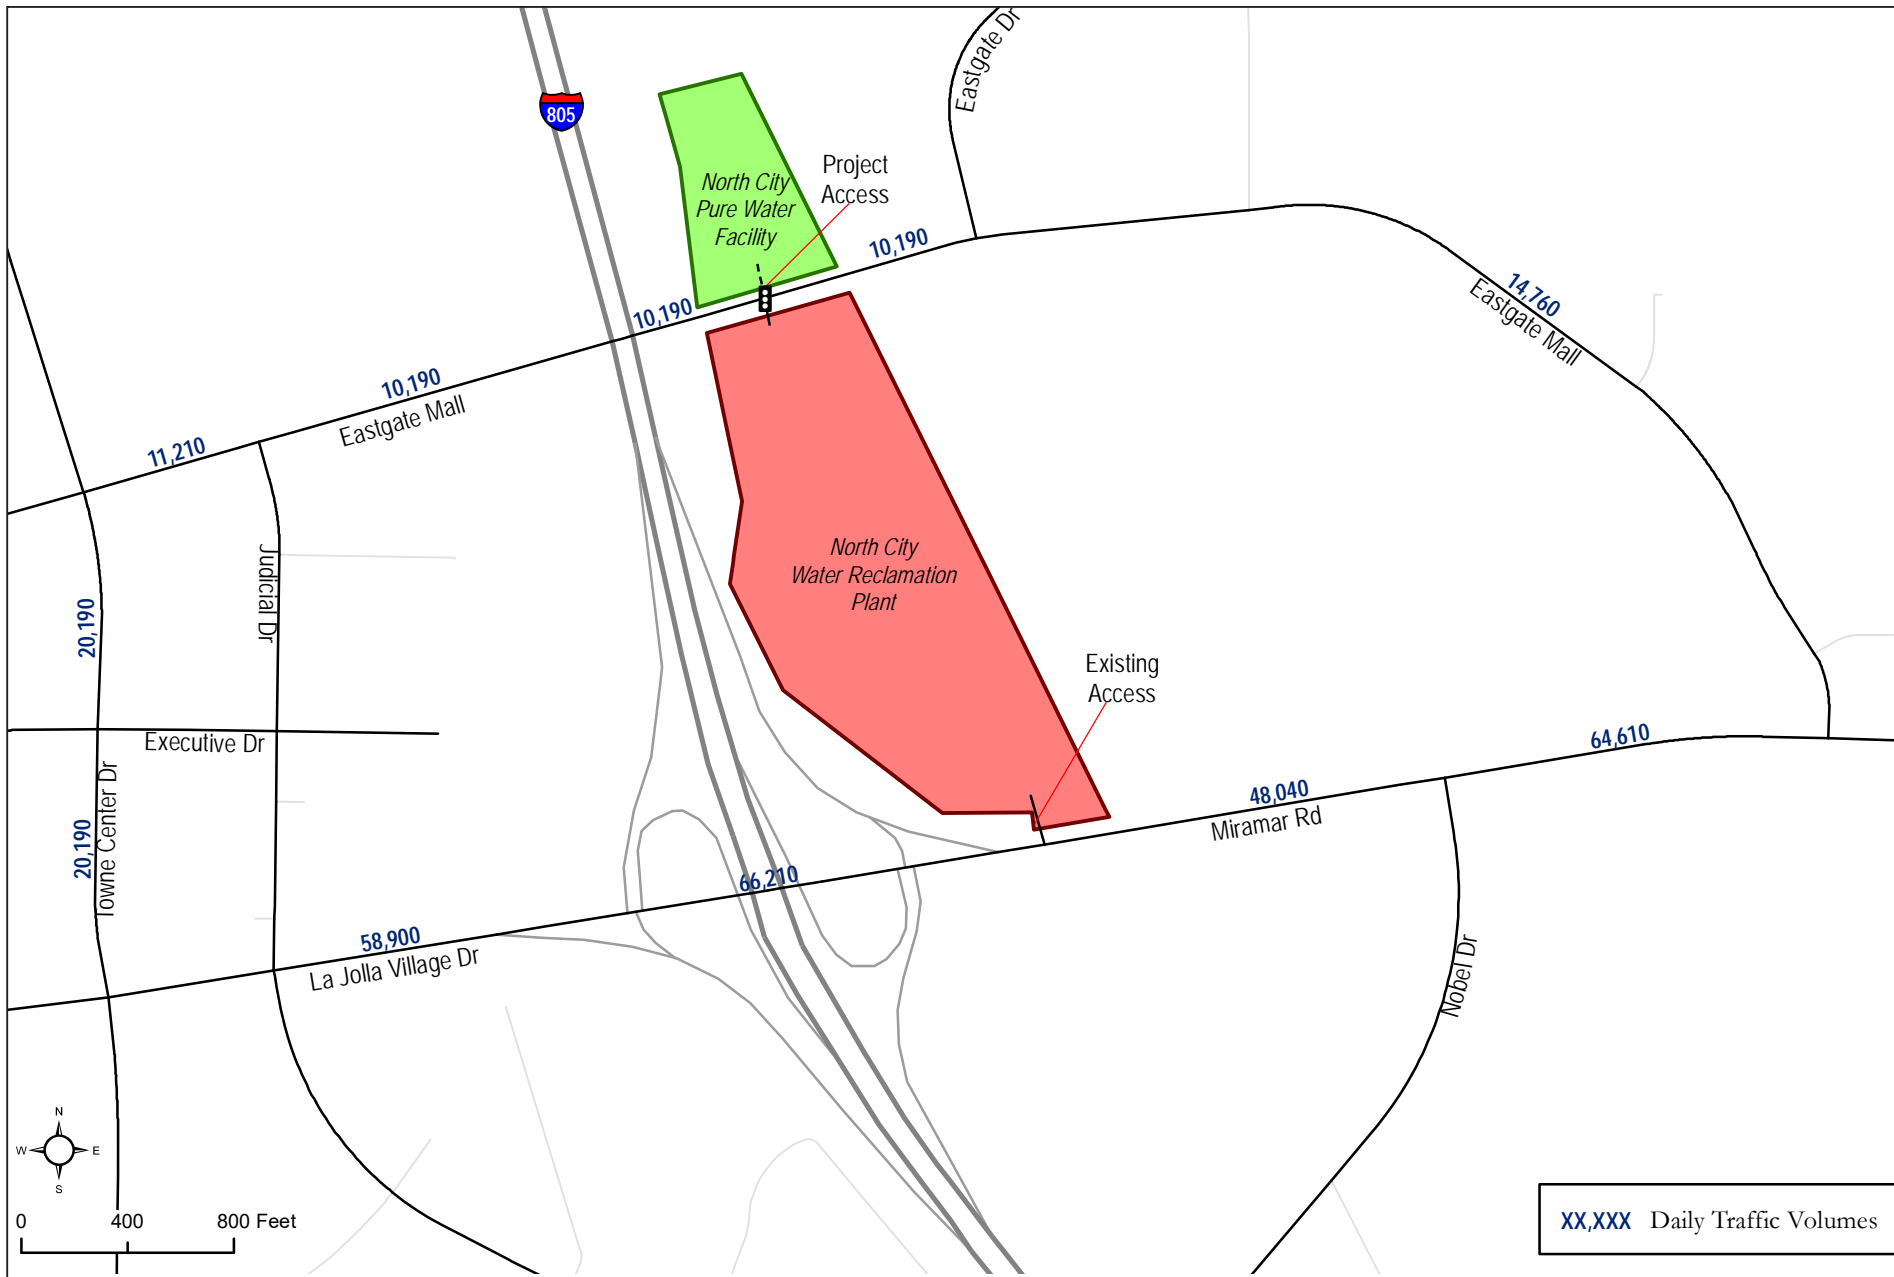 Eastgate Dr
805
Project
Access
North City
Pure Water
Facility
10,190
10,190
14,760
Eastgate Mall
10,190
Eastgate Mall
11,210
Judicial Dr
20,190
North City
Water Reclamation
Plant
Existing
Access
Executive Dr
64,610
48,040
Miramar Rd
Towne Center Dr
20,190
66,210
58,900
La Jolla Village Dr
Nobel Dr
N
W E
S
0 400 800 Feet
XX,XXX Daily Traffic Volumes